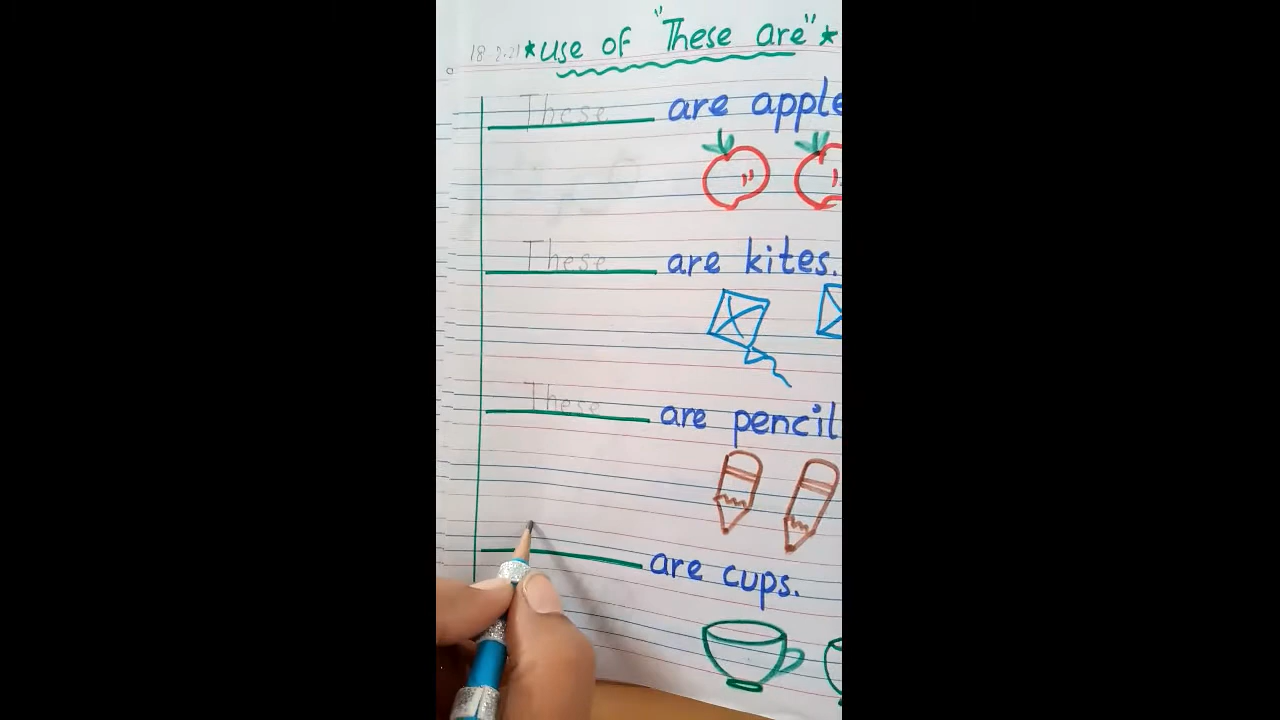 18-2-21 *use of "These are"*
These are apple
These are kites.
These are pencil
are cups.